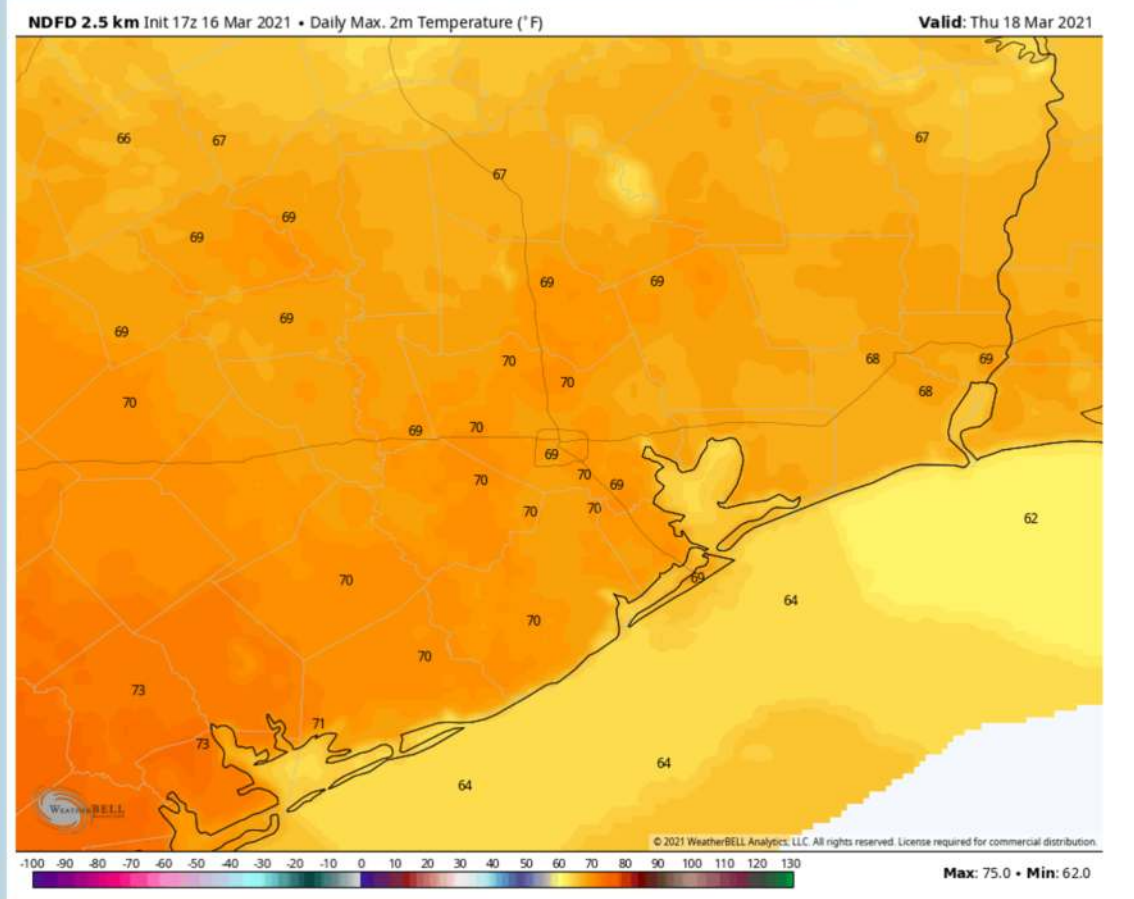 NDFD 2.5 km Init 17z 16 Mar 2021 • Daily Max. 2m Temperature (°F) Valid: Thu 18 Mar 2021
66 67 67 67
69 69
69 69
69 69
70 68 69
70 70 68
69 70
69
70 70 69
70 70 62
70 69 64
70
70
73
73 71
64
64
WEATHERBELL
© 2021 WeatherBELL Analytics, LLC. All rights reserved. License required for commercial distribution.
-100 -90 -80 -70 -60 -50 -40 -30 -20 -10 0 10 20 30 40 50 60 70 80 90 100 110 120 130
Max: 75.0 • Min: 62.0